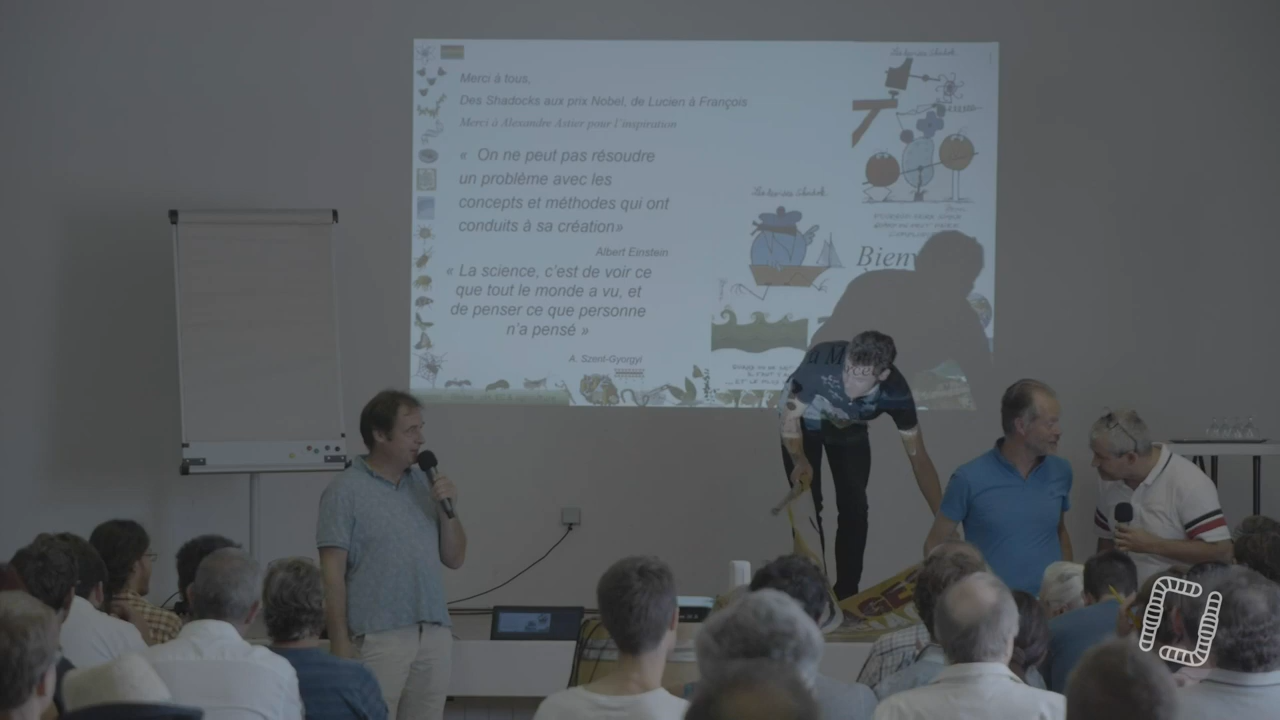 Merci à tous,
Des Shadocks aux prix Nobel, de Lucien à François
Merci à Alexandre Astier pour l'inspiration
« On ne peut pas résoudre
un problème avec les
concepts et méthodes qui ont
conduits à sa création»
Albert Einstein
« La science, c'est de voir ce
que tout le monde a vu, et
de penser ce que personne
n'a pensé »
A. Szent-Gyorgyi
Bien
à M